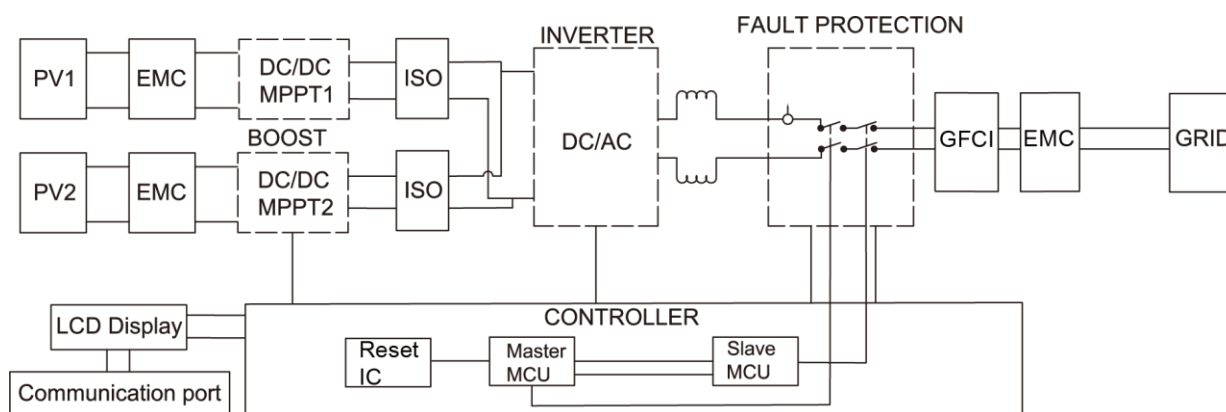 INVERTER
FAULT PROTECTION
PV1
EMC
DC/DC
MPPT1
ISO
BOOST
PV2
EMC
DC/DC
MPPT2
ISO
DC/AC
GFCI
EMC
GRID
LCD Display
Communication port
CONTROLLER
Reset
IC
Master
MCU
Slave
MCU